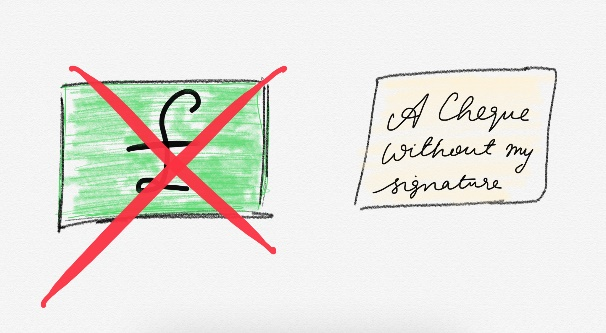 £
A Cheque
without my
signature